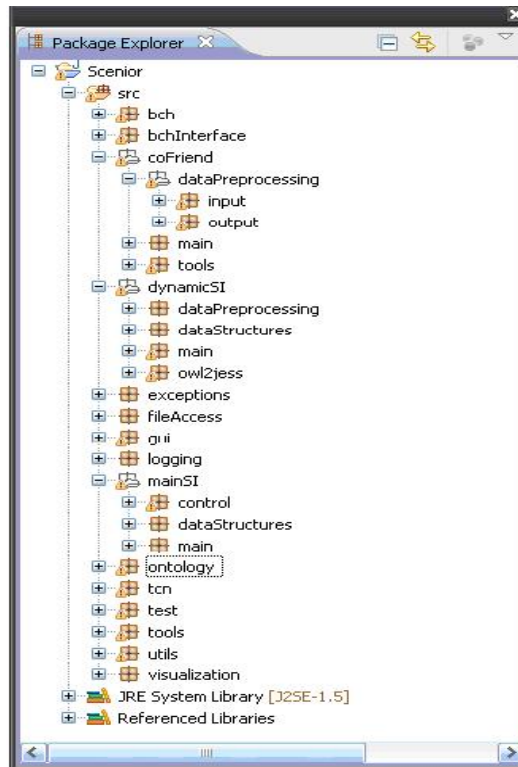 Package Explorer
Scenior
src
bch
bchInterface
coFriend
dataPreprocessing
input
output
main
tools
dynamicSI
dataPreprocessing
dataStructures
main
owl2jess
exceptions
fileAccess
gui
logging
mainSI
control
dataStructures
main
ontology
tcn
test
tools
utils
visualization
JRE System Library [J2SE-1.5]
Referenced Libraries